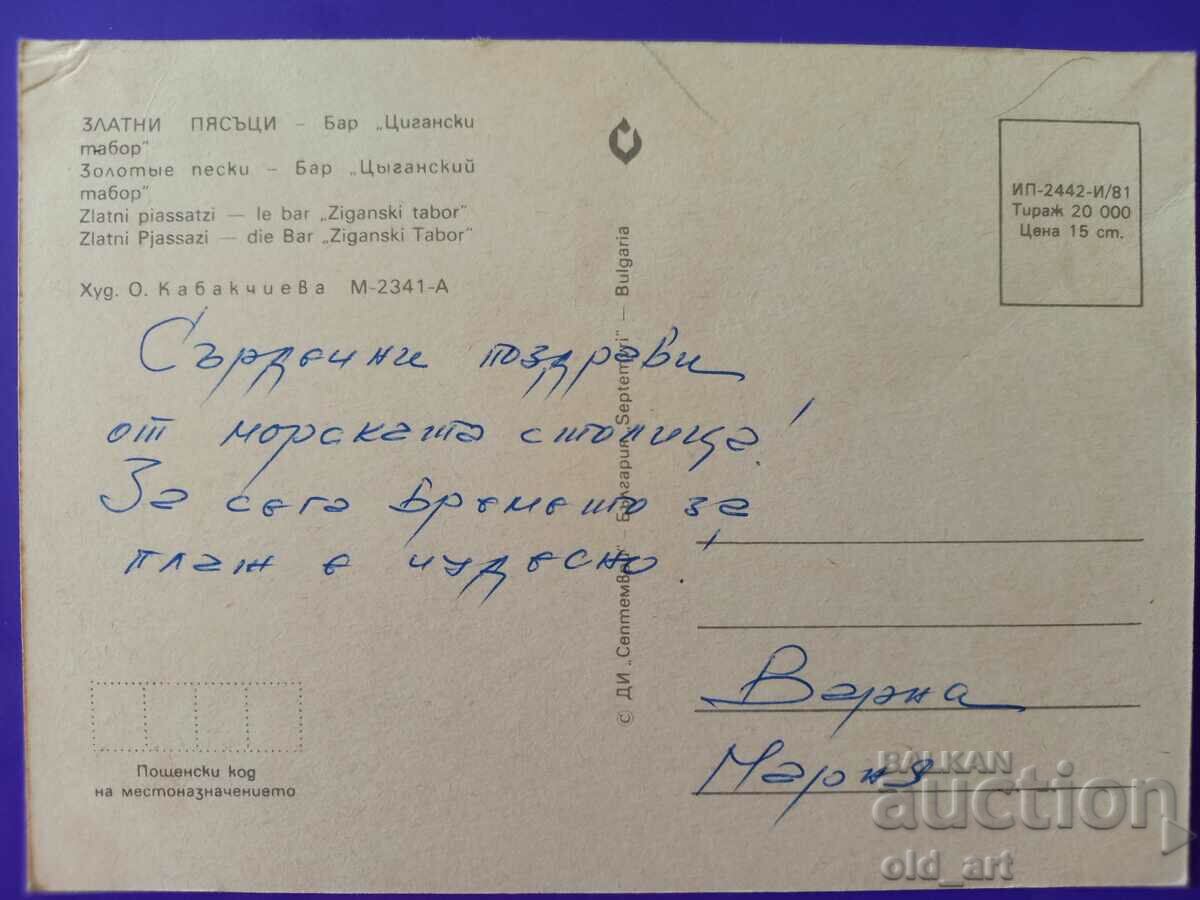 ЗЛАТНИ ПЯСЪЦИ – Бар „Цигански
табор"
Золотые пески – Бар „Цыганский
табор"
Zlatni piassatzi — le bar „Ziganski tabor"
Zlatni Pjassazi — die Bar „Ziganski Tabor"
Худ. О. Кабакчиева М-2341-А
Сърдечни поздрави
от морската столица!
За сега времето за
плаж е чудесно!
Пощенски код
на местоназначението
© ДИ „Септември" — България „Septemvri" — Bulgaria
ИП-2442-И/81
Тираж 20 000
Цена 15 ст.
Варна
Мария
BALKAN
auction
old_art